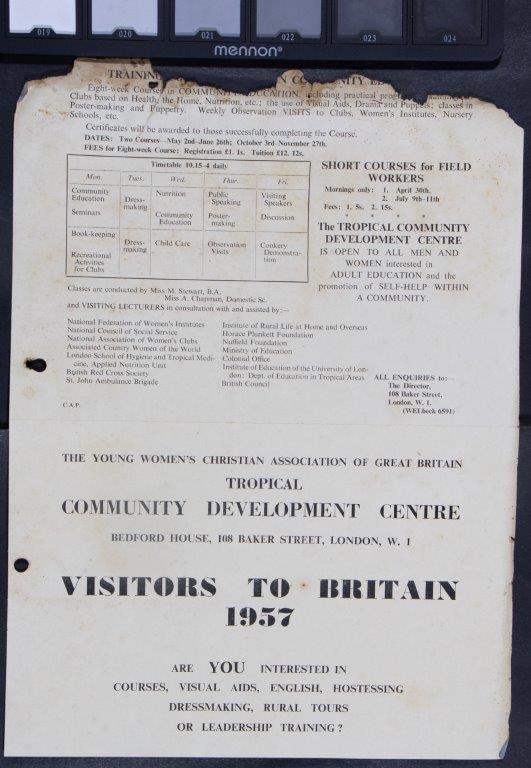 019 020 021 022 023 024
mennon®
TRAINING IN COMMUNITY
Eight-week Courses in COMMUNITY EDUCATION, including practical
Clubs based on Health, the Home, Nutrition, etc.; the use of Visual Aids, Drama and Puppets; classes in
Poster-making and Puppetry. Weekly Observation VISITS to Clubs, Women's Institutes, Nursery
Schools, etc.
Certificates will be awarded to those successfully completing the Course.
DATES: Two Courses—May 2nd-June 26th; October 3rd-November 27th.
FEES for Eight-week Course: Registration £1. 1s. Tuition £12. 12s.
Timetable 10.15-4 daily
Mon. Tues. Wed. Thur. Fri.
Community Education Seminars
Dress-making
Nutrition
Community Education
Public Speaking
Poster-making
Visiting Speakers
Discussion
Book-keeping
Recreational Activities for Clubs
Dress-making
Child Care
Observation Visits
Cookery Demonstra-tion
Classes are conducted by Miss M. Stewart, B.A.
Miss A. Chapman, Domestic Sc.
and VISITING LECTURERS in consultation with and assisted by:—
National Federation of Women's Institutes
National Council of Social Service
National Association of Women's Clubs
Associated Country Women of the World
London School of Hygiene and Tropical Medi-
cine, Applied Nutrition Unit
British Red Cross Society
St. John Ambulance Brigade
Institute of Rural Life at Home and Overseas
Horace Plunkett Foundation
Nuffield Foundation
Ministry of Education
Colonial Office
Institute of Education of the University of Lon-
don: Dept. of Education in Tropical Areas
British Council
C.A.P.
SHORT COURSES for FIELD
WORKERS
Mornings only: 1. April 30th.
2. July 9th-11th
Fees: 1. 5s. 2. 15s.
* * * * *
The TROPICAL COMMUNITY
DEVELOPMENT CENTRE
IS OPEN TO ALL MEN AND
WOMEN interested in
ADULT EDUCATION and the
promotion of SELF-HELP WITHIN
A COMMUNITY.
ALL ENQUIRIES to:—
The Director,
108 Baker Street,
London, W. 1.
(WELbeck 6591)
THE YOUNG WOMEN'S CHRISTIAN ASSOCIATION OF GREAT BRITAIN
TROPICAL
COMMUNITY DEVELOPMENT CENTRE
BEDFORD HOUSE, 108 BAKER STREET, LONDON, W. 1
VISITORS TO BRITAIN
1957
ARE YOU INTERESTED IN
COURSES, VISUAL AIDS, ENGLISH, HOSTESSING
DRESSMAKING, RURAL TOURS
OR LEADERSHIP TRAINING?